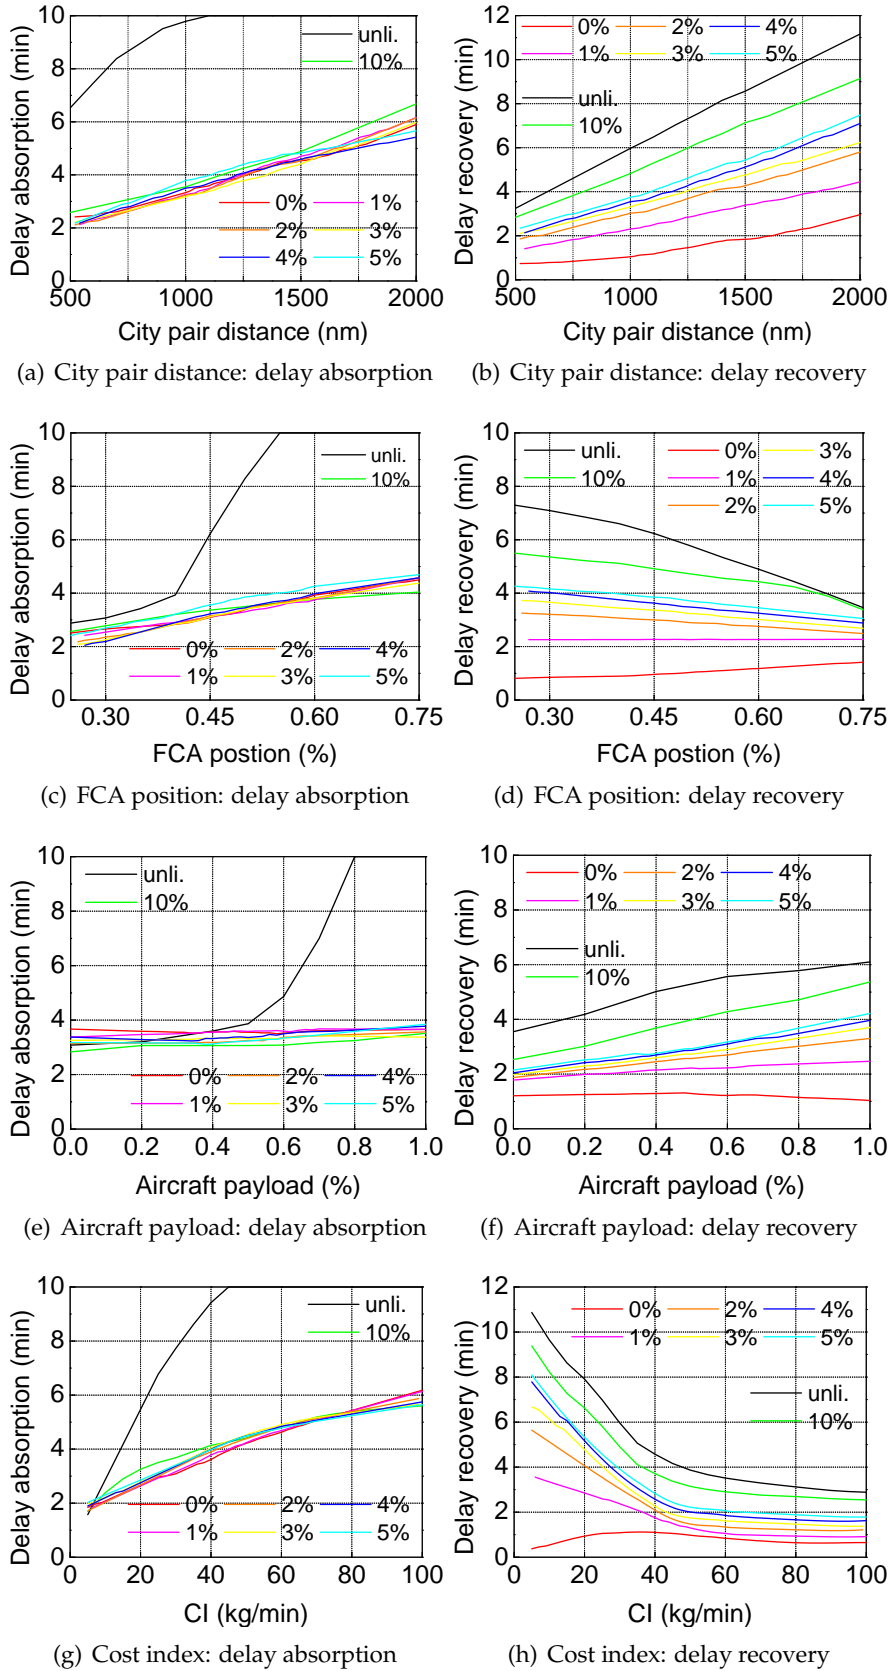 10
8
6
4
2
0
500 1000 1500 2000
Delay absorption (min)
City pair distance (nm)
unli.
10%
0% 1%
2% 3%
4% 5%
(a) City pair distance: delay absorption
12
10
8
6
4
2
0
500 1000 1500 2000
Delay recovery (min)
City pair distance (nm)
0% 2% 4%
1% 3% 5%
unli.
10%
(b) City pair distance: delay recovery
10
8
6
4
2
0
0.30 0.45 0.60 0.75
Delay absorption (min)
FCA postion (%)
unli.
10%
0% 2% 4%
1% 3% 5%
(c) FCA position: delay absorption
10
8
6
4
2
0
0.30 0.45 0.60 0.75
Delay recovery (min)
FCA postion (%)
unli. 0% 3%
10% 1% 4%
2% 5%
(d) FCA position: delay recovery
10
8
6
4
2
0
0.0 0.2 0.4 0.6 0.8 1.0
Delay absorption (min)
Aircraft payload (%)
unli.
10%
0% 2% 4%
1% 3% 5%
(e) Aircraft payload: delay absorption
10
8
6
4
2
0
0.0 0.2 0.4 0.6 0.8 1.0
Delay recovery (min)
Aircraft payload (%)
0% 2% 4%
1% 3% 5%
unli.
10%
(f) Aircraft payload: delay recovery
10
8
6
4
2
0
0 20 40 60 80 100
Delay absorption (min)
CI (kg/min)
unli.
10%
0% 2% 4%
1% 3% 5%
(g) Cost index: delay absorption
12
10
8
6
4
2
0
0 20 40 60 80 100
Delay recovery (min)
CI (kg/min)
0% 2% 4%
1% 3% 5%
unli.
10%
(h) Cost index: delay recovery